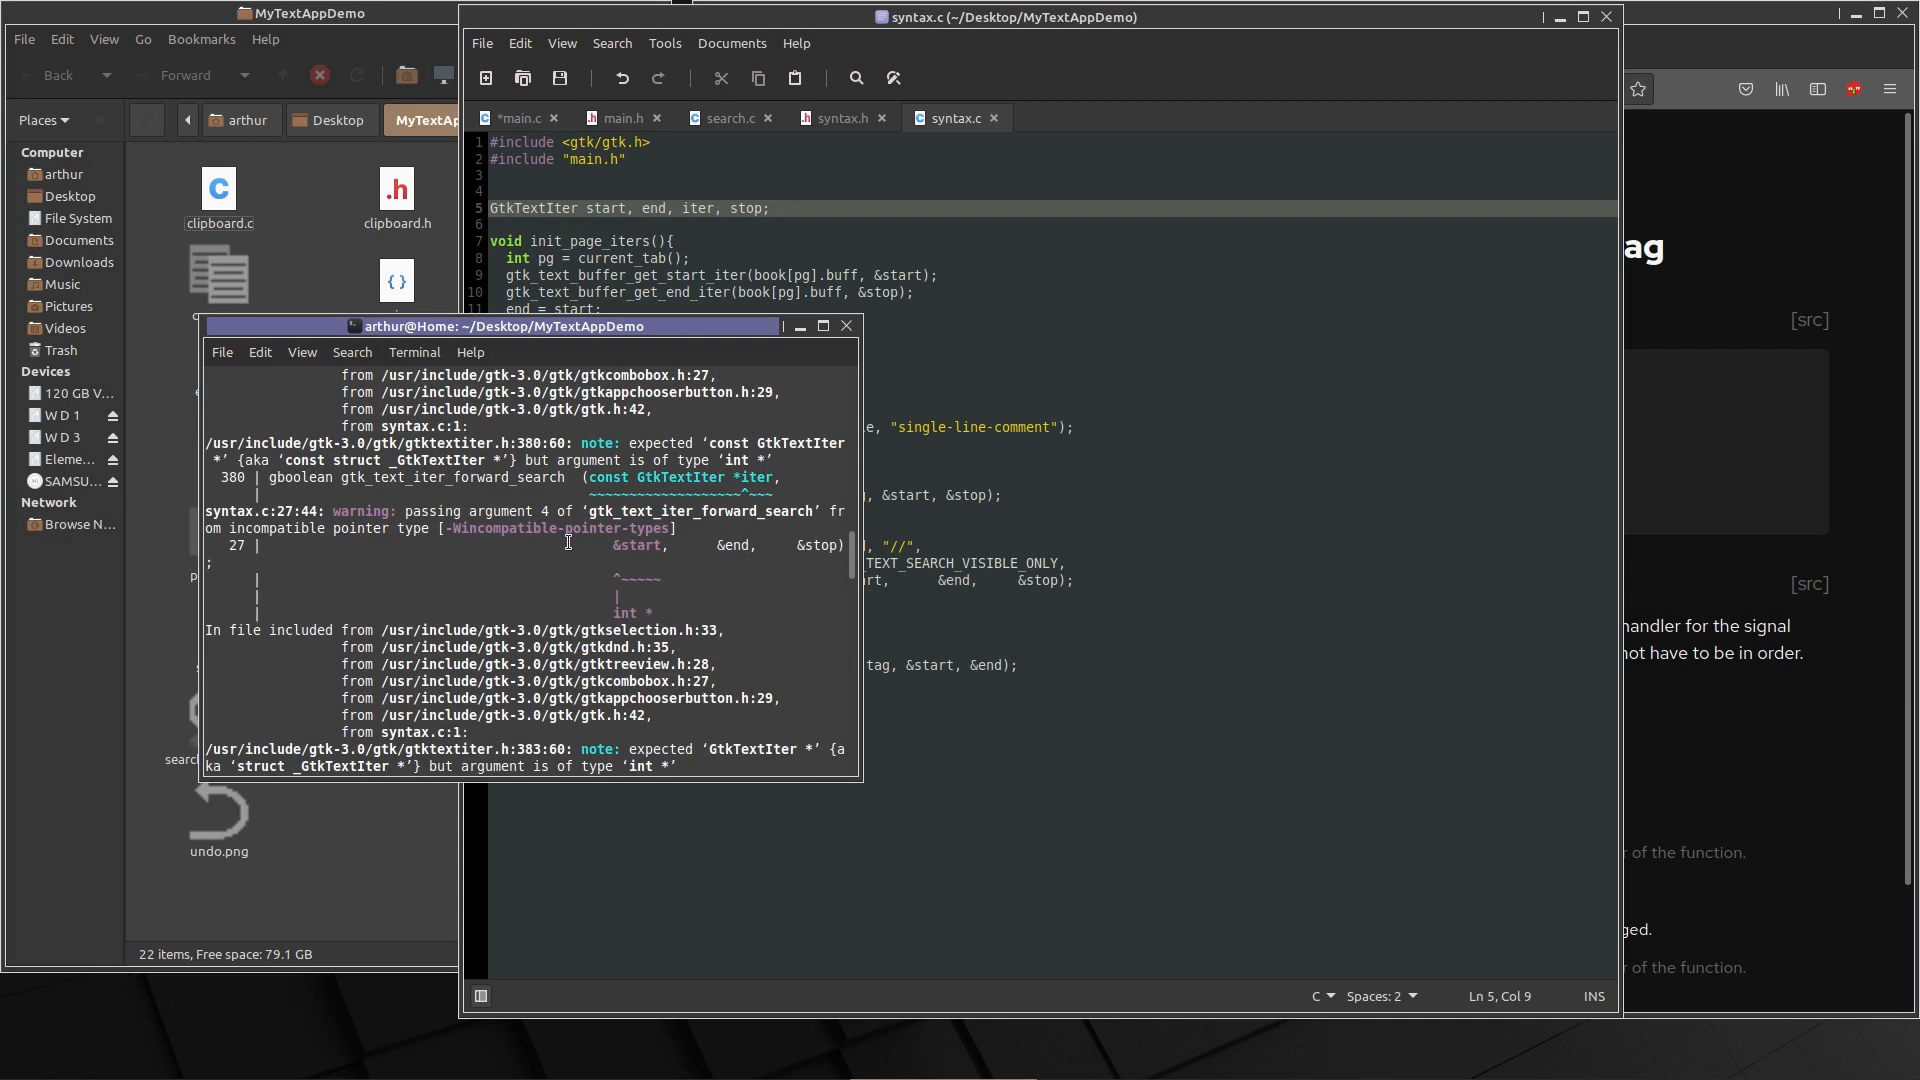 MyTextAppDemo
File Edit View Go Bookmarks Help
Back Forward
Places
arthur Desktop MyTextAp
Computer
arthur
Desktop
File System
Documents
Downloads
Music
Pictures
Videos
Trash
Devices
120 GB V...
W D 1
W D 3
Eleme...
SAMSU...
Network
Browse N...
C .h
clipboard.c clipboard.h
{ }
undo.png
22 items, Free space: 79.1 GB
syntax.c (~/Desktop/MyTextAppDemo)
File Edit View Search Tools Documents Help
*main.c main.h search.c syntax.h syntax.c
1 #include <gtk/gtk.h>
2 #include "main.h"
3
4
5 GtkTextIter start, end, iter, stop;
6
7 void init_page_iters(){
8 int pg = current_tab();
9 gtk_text_buffer_get_start_iter(book[pg].buff, &start);
10 gtk_text_buffer_get_end_iter(book[pg].buff, &stop);
11 end = start;
e, "single-line-comment");
, &start, &stop);
, "//",
TEXT_SEARCH_VISIBLE_ONLY,
rt, &end, &stop);
tag, &start, &end);
C Spaces: 2 Ln 5, Col 9 INS
arthur@Home: ~/Desktop/MyTextAppDemo
File Edit View Search Terminal Help
from /usr/include/gtk-3.0/gtk/gtkcombobox.h:27,
from /usr/include/gtk-3.0/gtk/gtkappchooserbutton.h:29,
from /usr/include/gtk-3.0/gtk/gtk.h:42,
from syntax.c:1:
/usr/include/gtk-3.0/gtk/gtktextiter.h:380:60: note: expected ‘const GtkTextIter
*’ {aka ‘const struct _GtkTextIter *’} but argument is of type ‘int *’
380 | gboolean gtk_text_iter_forward_search (const GtkTextIter *iter,
| ~~~~~~~~~~~~~~~~~~~^~~~
syntax.c:27:44: warning: passing argument 4 of ‘gtk_text_iter_forward_search’ fr
om incompatible pointer type [-Wincompatible-pointer-types]
27 | &start, &end, &stop)
;
| ^~~~~~
| |
| int *
In file included from /usr/include/gtk-3.0/gtk/gtkselection.h:33,
from /usr/include/gtk-3.0/gtk/gtkdnd.h:35,
from /usr/include/gtk-3.0/gtk/gtktreeview.h:28,
from /usr/include/gtk-3.0/gtk/gtkcombobox.h:27,
from /usr/include/gtk-3.0/gtk/gtkappchooserbutton.h:29,
from /usr/include/gtk-3.0/gtk/gtk.h:42,
from syntax.c:1:
/usr/include/gtk-3.0/gtk/gtktextiter.h:383:60: note: expected ‘GtkTextIter *’ {a
ka ‘struct _GtkTextIter *’} but argument is of type ‘int *’
searc
ag
[src]
[src]
handler for the signal
not have to be in order.
r of the function.
ged.
r of the function.